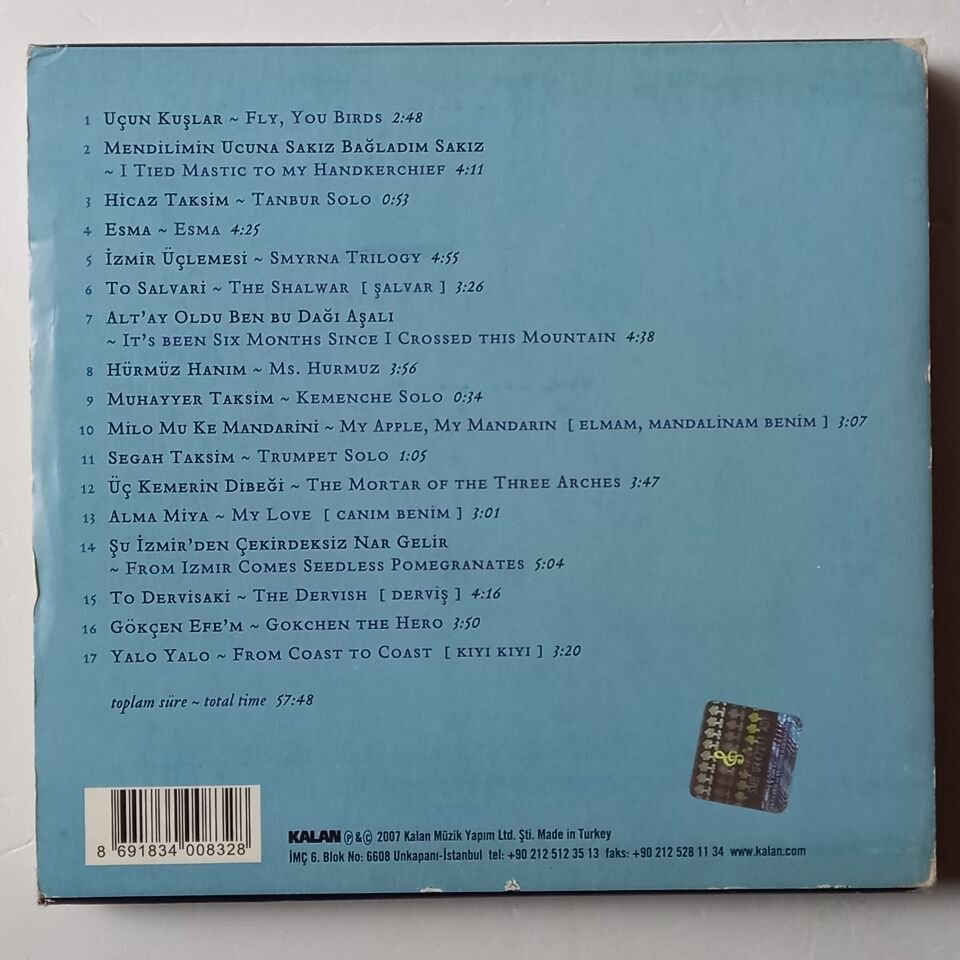 1 Uçun Kuşlar ~ Fly, You Birds 2:48
2 Mendilimin Ucuna Sakız Bağladım Sakız
~ I Tied Mastic to my Handkerchief 4:11
3 Hicaz Taksim ~ Tanbur Solo 0:53
4 Esma ~ Esma 4:25
5 İzmir Üçlemesi ~ Smyrna Trilogy 4:55
6 To Salvari ~ The Shalwar [ şalvar ] 3:26
7 Alt'ay Oldu Ben bu Dağı Aşalı
~ It's been Six Months Since I Crossed this Mountain 4:38
8 Hürmüz Hanım ~ Ms. Hurmuz 3:56
9 Muhayyer Taksim ~ Kemenche Solo 0:34
10 Milo Mu Ke Mandarini ~ My Apple, My Mandarin [ elmam, mandalinam benim ] 3:07
11 Segah Taksim ~ Trumpet Solo 1:05
12 Üç Kemerin Dibeği ~ The Mortar of the Three Arches 3:47
13 Alma Miya ~ My Love [ canım benim ] 3:01
14 Şu İzmir'den Çekirdeksiz Nar Gelir
~ From Izmir Comes Seedless Pomegranates 5:04
15 To Dervisaki ~ The Dervish [ derviş ] 4:16
16 Gökçen Efe'm ~ Gokchen the Hero 3:50
17 Yalo Yalo ~ From Coast to Coast [ kıyı kıyı ] 3:20
toplam süre ~ total time 57:48
8 691834 008328
KALAN ℗&© 2007 Kalan Müzik Yapım Ltd. Şti. Made in Turkey
İMÇ 6. Blok No: 6608 Unkapanı-İstanbul tel: +90 212 512 35 13 faks: +90 212 528 11 34 www.kalan.com